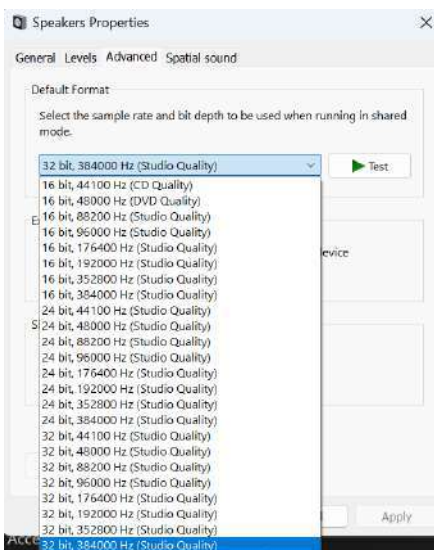 Speakers Properties
General Levels Advanced Spatial sound
Default Format
Select the sample rate and bit depth to be used when running in shared
mode.
32 bit, 384000 Hz (Studio Quality)
Test
16 bit, 44100 Hz (CD Quality)
16 bit, 48000 Hz (DVD Quality)
16 bit, 88200 Hz (Studio Quality)
16 bit, 96000 Hz (Studio Quality)
16 bit, 176400 Hz (Studio Quality)
16 bit, 192000 Hz (Studio Quality)
16 bit, 352800 Hz (Studio Quality)
16 bit, 384000 Hz (Studio Quality)
24 bit, 44100 Hz (Studio Quality)
24 bit, 48000 Hz (Studio Quality)
24 bit, 88200 Hz (Studio Quality)
24 bit, 96000 Hz (Studio Quality)
24 bit, 176400 Hz (Studio Quality)
24 bit, 192000 Hz (Studio Quality)
24 bit, 352800 Hz (Studio Quality)
24 bit, 384000 Hz (Studio Quality)
32 bit, 44100 Hz (Studio Quality)
32 bit, 48000 Hz (Studio Quality)
32 bit, 88200 Hz (Studio Quality)
32 bit, 96000 Hz (Studio Quality)
32 bit, 176400 Hz (Studio Quality)
32 bit, 192000 Hz (Studio Quality)
32 bit, 352800 Hz (Studio Quality)
32 bit, 384000 Hz (Studio Quality)
Apply